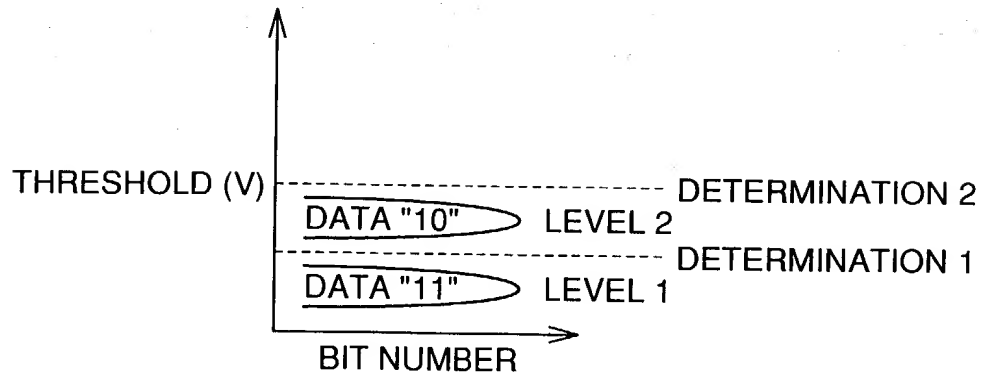 THRESHOLD (V)
DETERMINATION 2
DATA "10"
LEVEL 2
DETERMINATION 1
DATA "11"
LEVEL 1
BIT NUMBER